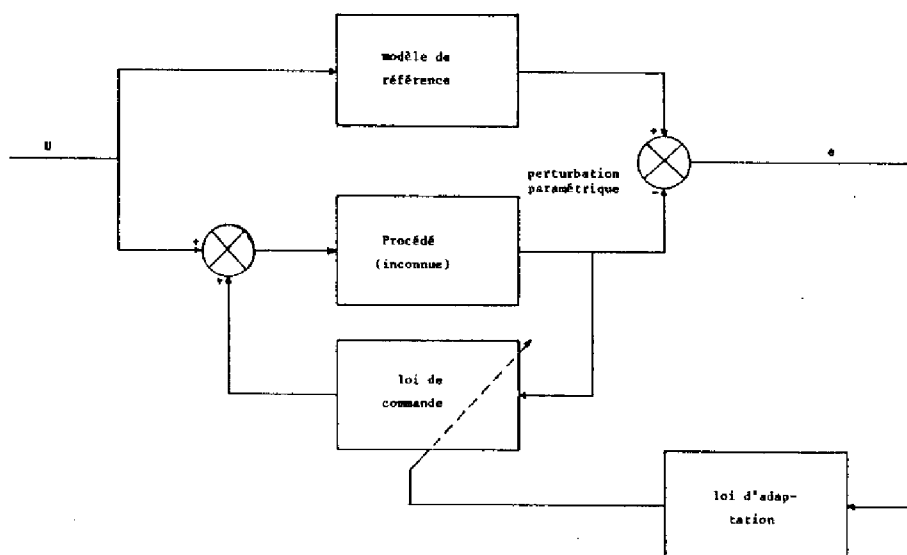 modèle de
référence
U
+
e
perturbation
paramétrique
-
+
Procédé
(inconnue)
+
loi de
commande
loi d'adap-
tation